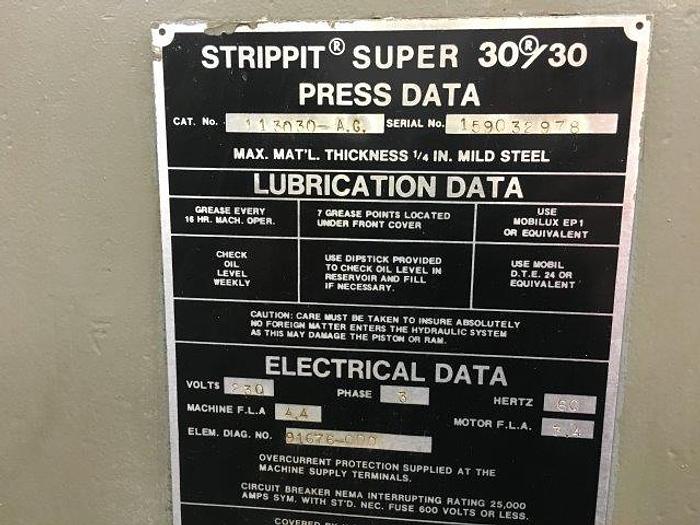 STRIPPIT® SUPER 30®/30
PRESS DATA
CAT. No. 113030-A.G. SERIAL No. 159032978
MAX. MAT'L. THICKNESS 1/4 IN. MILD STEEL
LUBRICATION DATA
GREASE EVERY
16 HR. MACH. OPER.
7 GREASE POINTS LOCATED
UNDER FRONT COVER
USE
MOBILUX EP1
OR EQUIVALENT
CHECK
OIL
LEVEL
WEEKLY
USE DIPSTICK PROVIDED
TO CHECK OIL LEVEL IN
RESERVOIR AND FILL
IF NECESSARY.
USE MOBIL
D.T.E. 24 OR
EQUIVALENT
CAUTION: CARE MUST BE TAKEN TO INSURE ABSOLUTELY
NO FOREIGN MATTER ENTERS THE HYDRAULIC SYSTEM
AS THIS MAY DAMAGE THE PISTON OR RAM.
ELECTRICAL DATA
VOLTS 230 PHASE 3 HERTZ 60
MACHINE F.L.A 4.4 MOTOR F.L.A. 3.4
ELEM. DIAG. NO. 91676-000
OVERCURRENT PROTECTION SUPPLIED AT THE
MACHINE SUPPLY TERMINALS.
CIRCUIT BREAKER NEMA INTERRUPTING RATING 25,000
AMPS SYM. WITH ST'D. NEC. FUSE 600 VOLTS OR LESS.
COVERED BY